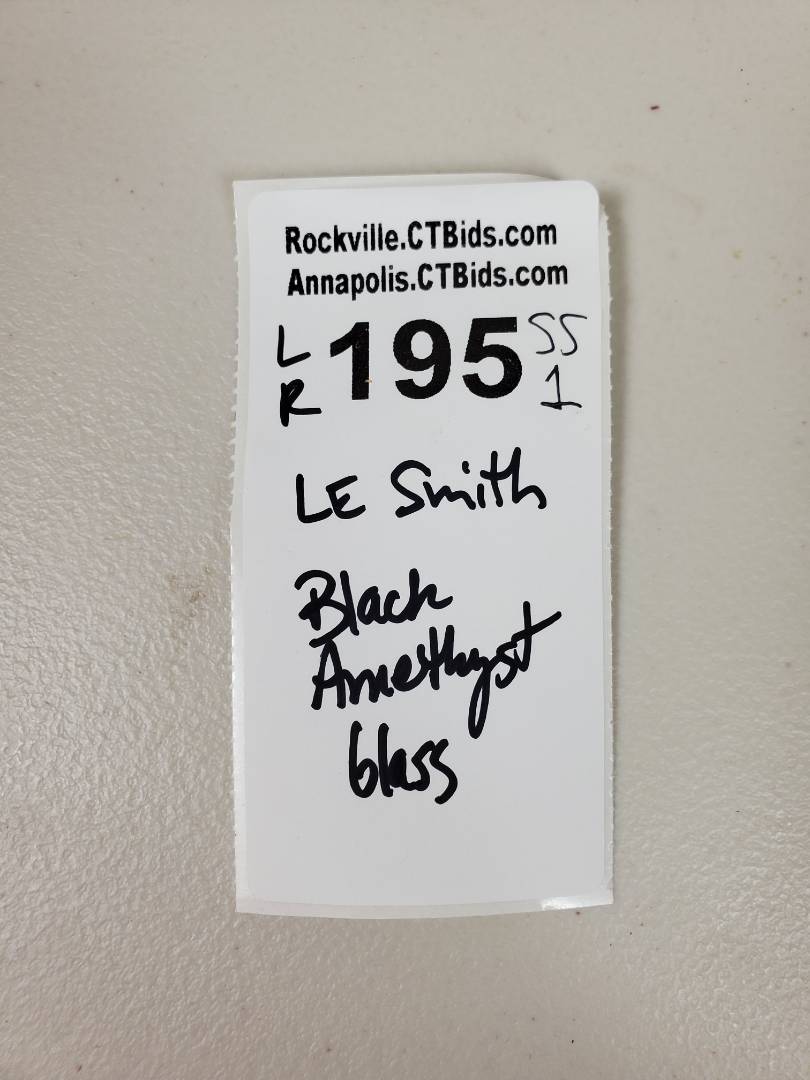 Rockville.CTBids.com
Annapolis.CTBids.com
L 195 SS
R 1
LE Smith
Black
Amethyst
Glass